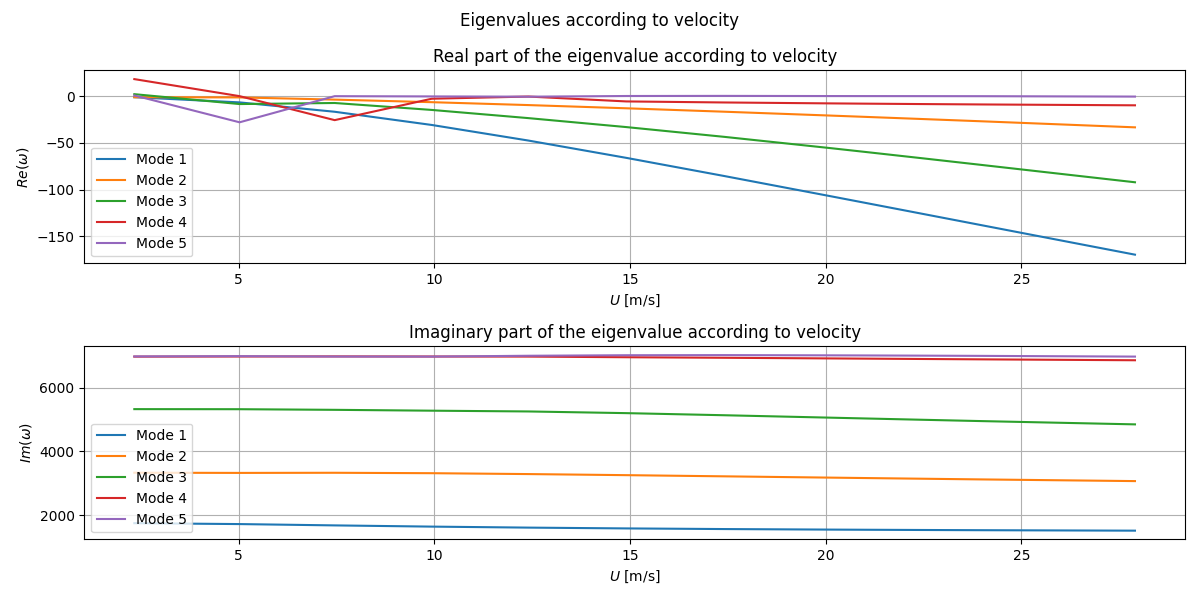 Eigenvalues according to velocity
Real part of the eigenvalue according to velocity
Re(ω)
0
−50
−100
−150
Mode 1
Mode 2
Mode 3
Mode 4
Mode 5
5
10
15
20
25
U [m/s]
Imaginary part of the eigenvalue according to velocity
Im(ω)
6000
4000
2000
Mode 1
Mode 2
Mode 3
Mode 4
Mode 5
5
10
15
20
25
U [m/s]